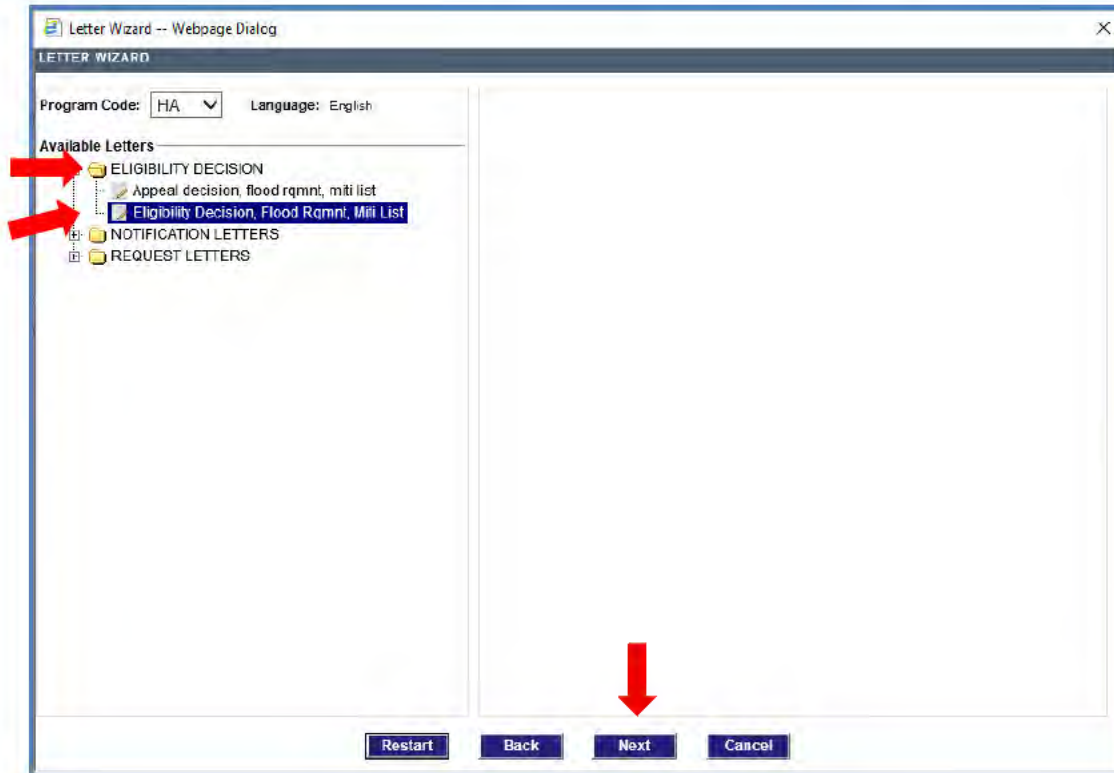 Letter Wizard -- Webpage Dialog
LETTER WIZARD
Program Code: HA Language: English
Available Letters
ELIGIBILITY DECISION
Appeal decision, flood rqmnt, miti list
Eligibility Decision, Flood Rqmnt, Miti List
NOTIFICATION LETTERS
REQUEST LETTERS
Restart Back Next Cancel